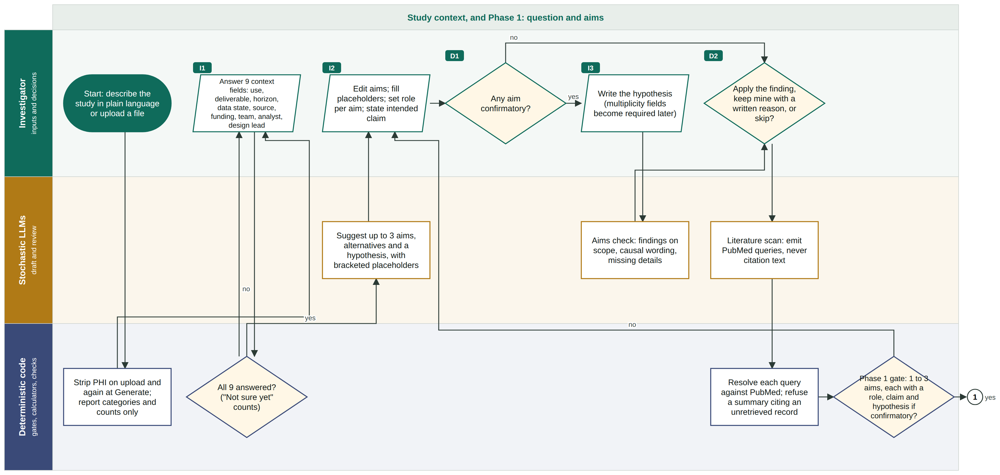 Study context, and Phase 1: question and aims
Investigator
inputs and decisions
Start: describe the
study in plain language
or upload a file
I1
Answer 9 context
fields: use,
deliverable, horizon,
data state, source,
funding, team, analyst,
design lead
I2
Edit aims; fill
placeholders; set role
per aim; state intended
claim
D1
Any aim
confirmatory?
no
yes
I3
Write the hypothesis
(multiplicity fields
become required later)
D2
Apply the finding,
keep mine with a
written reason, or
skip?
Stochastic LLMs
draft and review
Suggest up to 3 aims,
alternatives and a
hypothesis, with
bracketed placeholders
Aims check: findings on
scope, causal wording,
missing details
Literature scan: emit
PubMed queries, never
citation text
no
yes
no
Deterministic code
gates, calculators, checks
Strip PHI on upload and
again at Generate;
report categories and
counts only
All 9 answered?
("Not sure yet"
counts)
Resolve each query
against PubMed; refuse
a summary citing an
unretrieved record
Phase 1 gate: 1 to 3
aims, each with a
role, claim and
hypothesis if
confirmatory?
1
yes